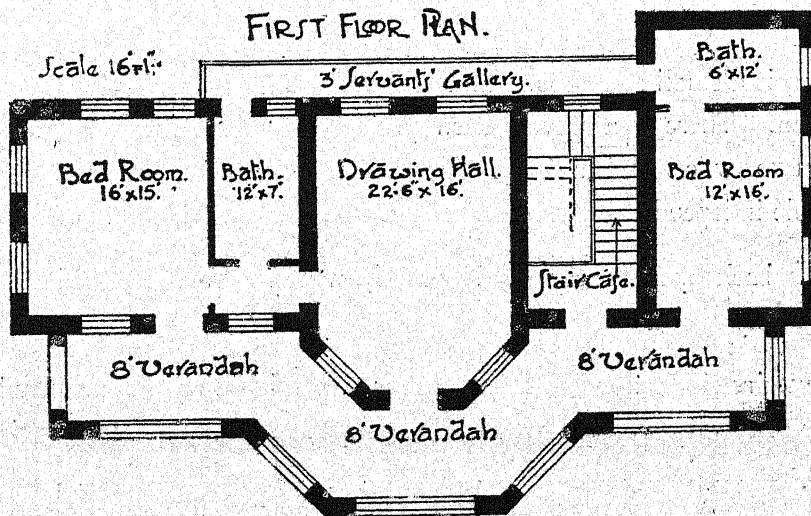 FIRST FLOOR PLAN.
Scale 16'=1".
3' Servants' Gallery.
Bath.
6'x12'
Bed Room.
16'x15'.
Bath.
12'x7'.
Drawing Hall.
22'.6"x16'.
Bed Room
12'x16'.
Stair Case.
8' Verandah
8' Verandah
8' Verandah